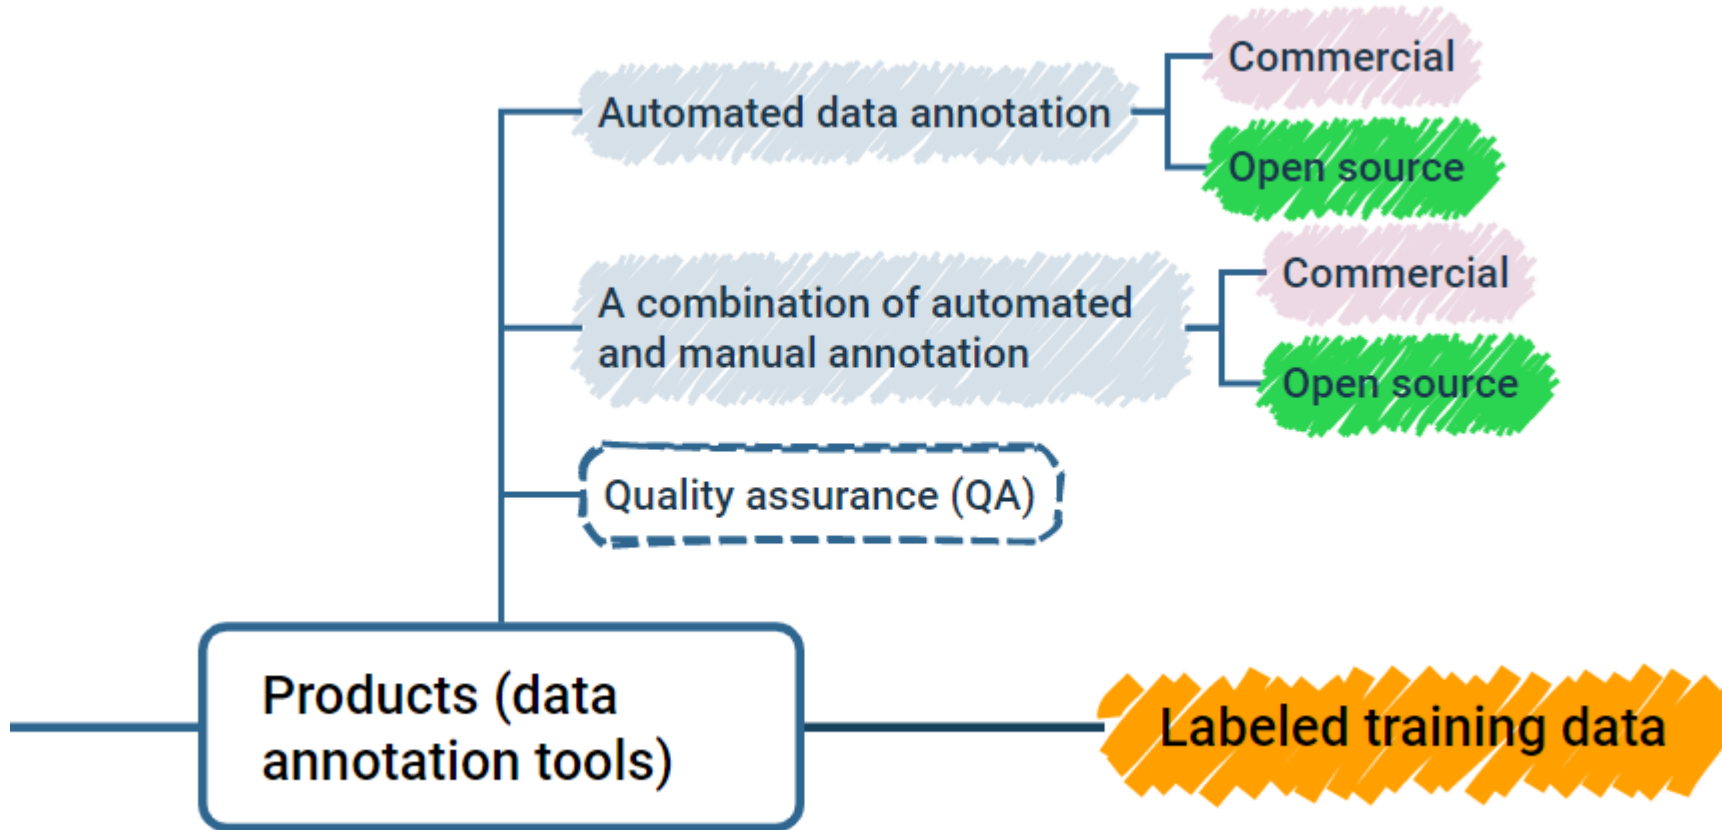 Commercial
Automated data annotation
Open source
Commercial
A combination of automated
and manual annotation
Open source
Quality assurance (QA)
Products (data
annotation tools)
Labeled training data